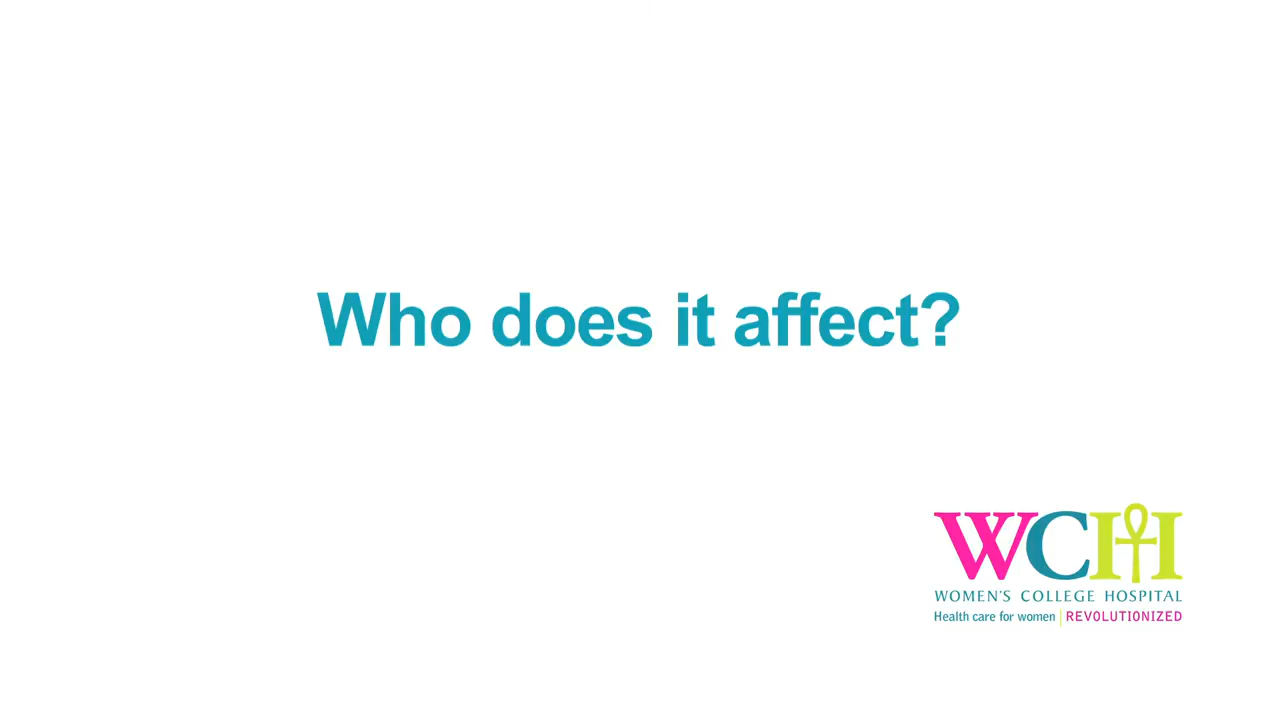 Who does it affect?
WCH
WOMEN'S COLLEGE HOSPITAL
Health care for women | REVOLUTIONIZED